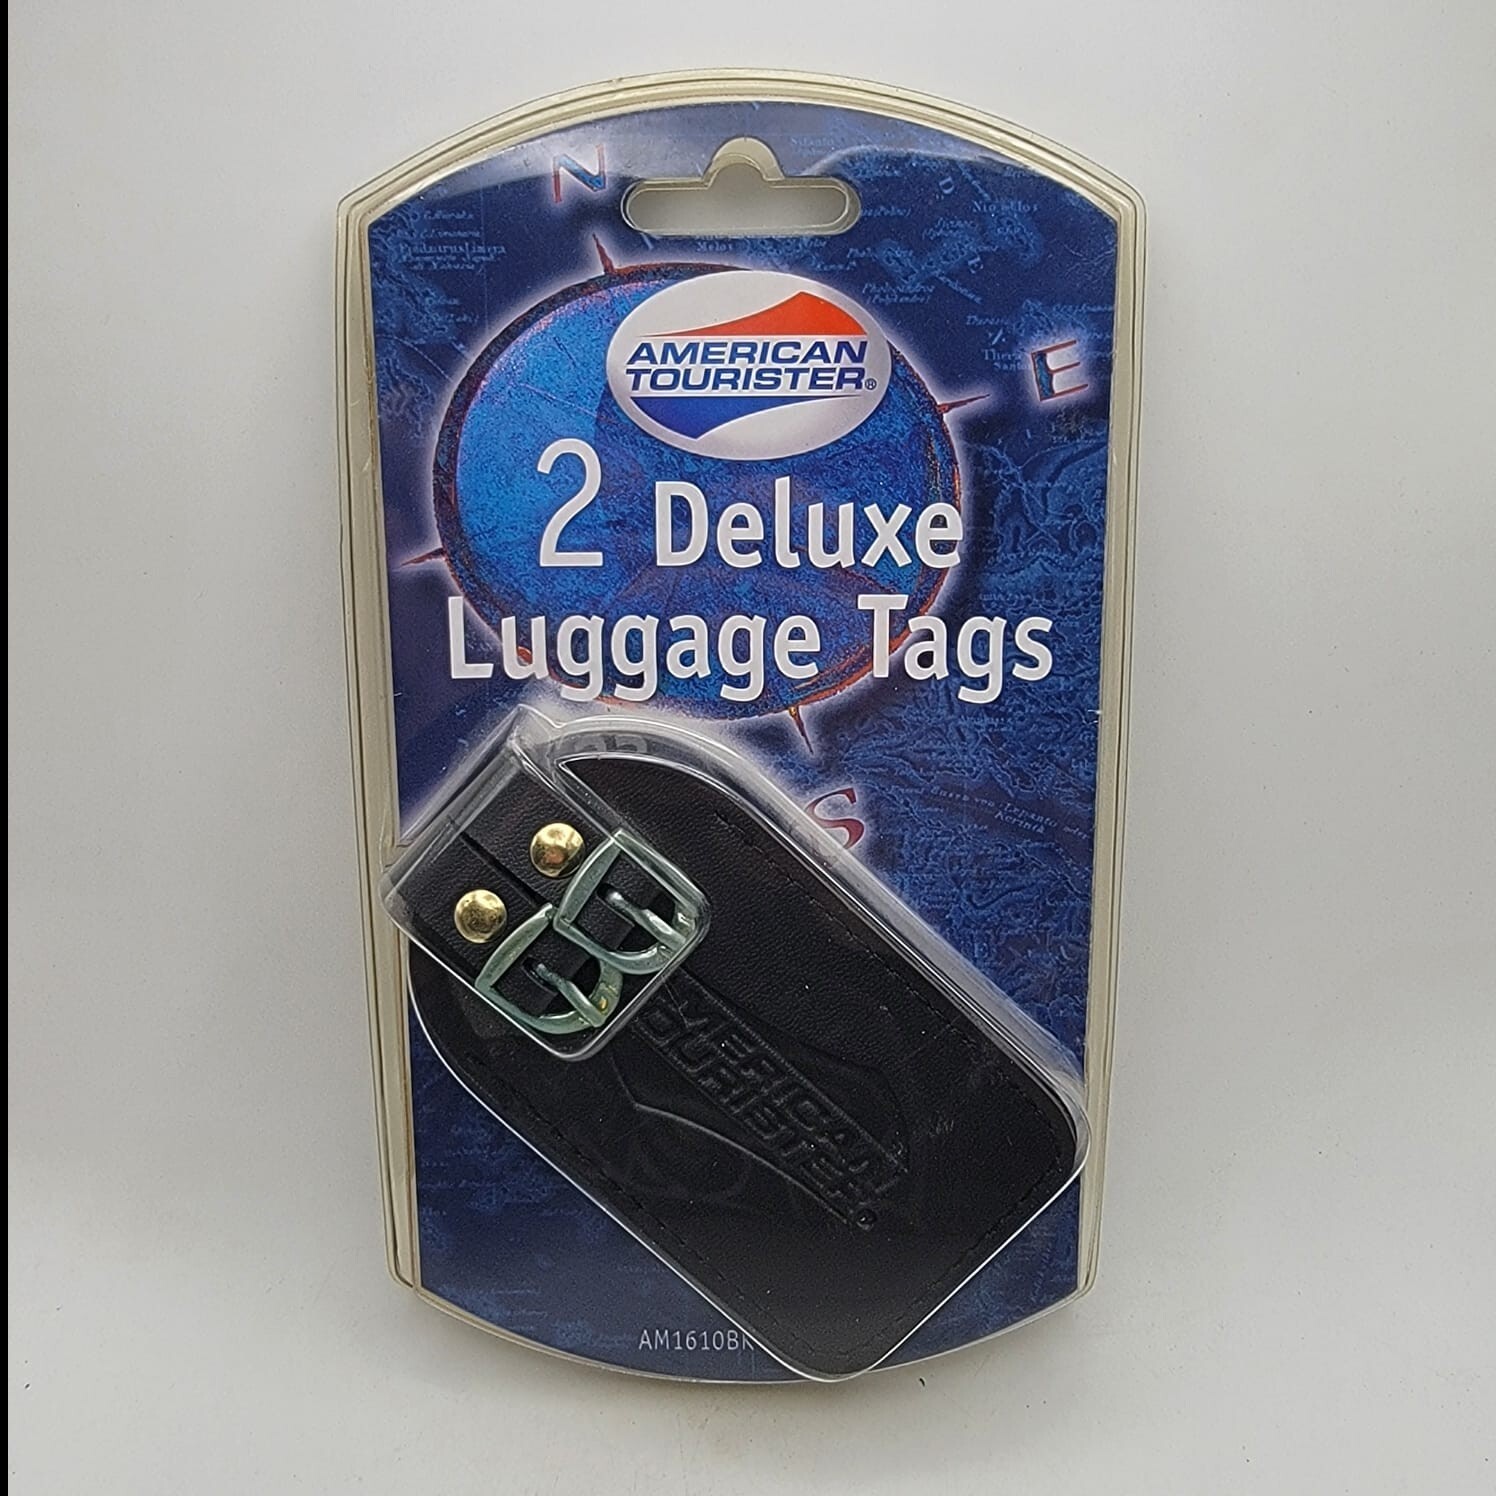 N
E
AMERICAN
TOURISTER®
2 Deluxe
Luggage Tags
S
AMERICAN
TOURISTER®
AM1610BK